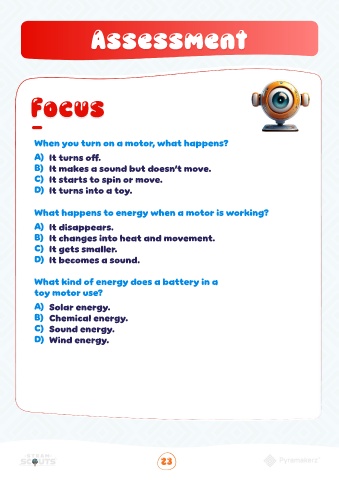 Assessment
Focus
When you turn on a motor, what happens?
A) It turns off.
B) It makes a sound but doesn't move.
C) It starts to spin or move.
D) It turns into a toy.
What happens to energy when a motor is working?
A) It disappears.
B) It changes into heat and movement.
C) It gets smaller.
D) It becomes a sound.
What kind of energy does a battery in a
toy motor use?
A) Solar energy.
B) Chemical energy.
C) Sound energy.
D) Wind energy.
SCOUTS
23